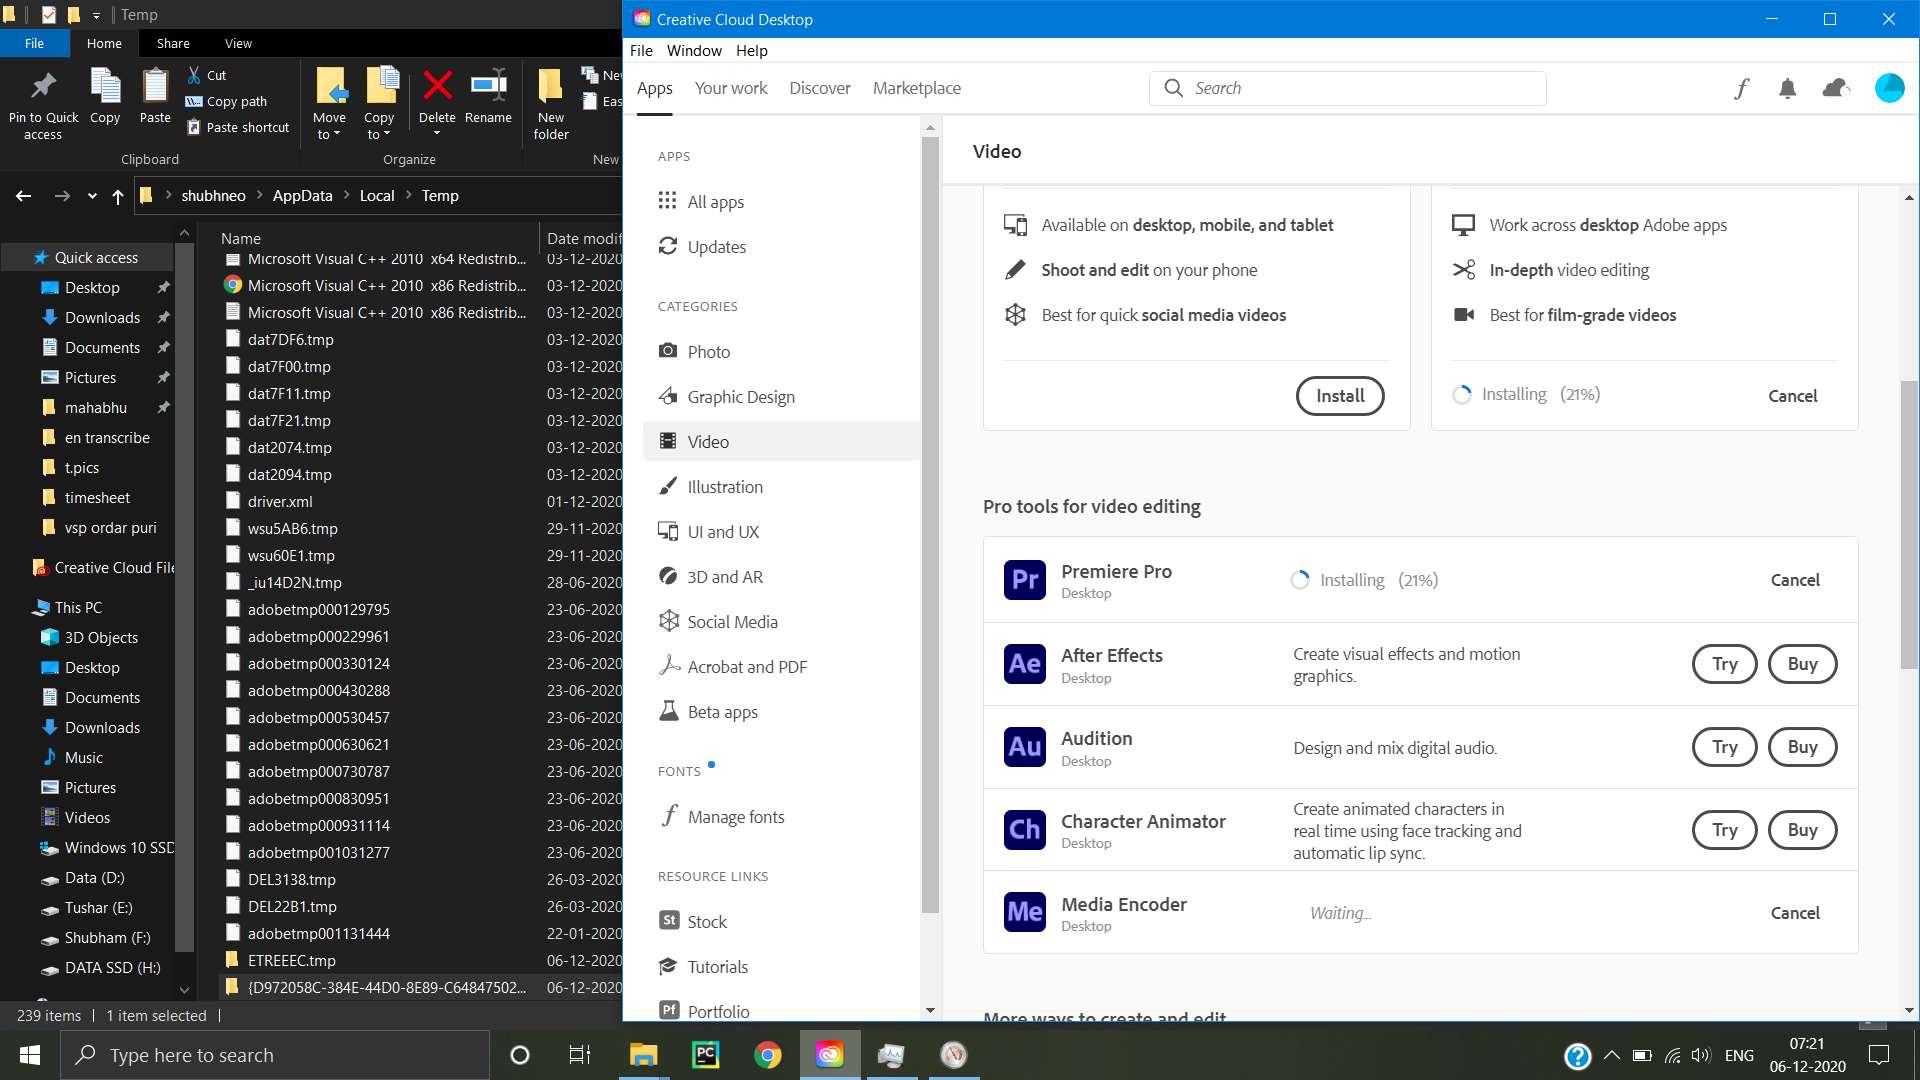 Temp
File
Home
Share
View
Pin to Quick
access
Copy
Paste
Cut
Copy path
Paste shortcut
Clipboard
Move
to
Copy
to
Delete
Rename
Organize
New
folder
New
shubhneo
AppData
Local
Temp
Quick access
Desktop
Downloads
Documents
Pictures
mahabhu
en transcribe
t.pics
timesheet
vsp ordar puri
Creative Cloud File
This PC
3D Objects
Desktop
Documents
Downloads
Music
Pictures
Videos
Windows 10 SSD
Data (D:)
Tushar (E:)
Shubham (F:)
DATA SSD (H:)
Name
Date modif
Microsoft Visual C++ 2010 x64 Redistrib... 03-12-2020
Microsoft Visual C++ 2010 x86 Redistrib... 03-12-2020
Microsoft Visual C++ 2010 x86 Redistrib... 03-12-2020
dat7DF6.tmp 03-12-2020
dat7F00.tmp 03-12-2020
dat7F11.tmp 03-12-2020
dat7F21.tmp 03-12-2020
dat2074.tmp 03-12-2020
dat2094.tmp 03-12-2020
driver.xml 01-12-2020
wsu5AB6.tmp 29-11-2020
wsu60E1.tmp 29-11-2020
_iu14D2N.tmp 28-06-2020
adobetmp000129795 23-06-2020
adobetmp000229961 23-06-2020
adobetmp000330124 23-06-2020
adobetmp000430288 23-06-2020
adobetmp000530457 23-06-2020
adobetmp000630621 23-06-2020
adobetmp000730787 23-06-2020
adobetmp000830951 23-06-2020
adobetmp000931114 23-06-2020
adobetmp001031277 23-06-2020
DEL3138.tmp 26-03-2020
DEL22B1.tmp 26-03-2020
adobetmp001131444 22-01-2020
ETREEEC.tmp 06-12-2020
{D972058C-384E-44D0-8E89-C64847502... 06-12-2020
239 items
1 item selected
Creative Cloud Desktop
File Window Help
Apps
Your work
Discover
Marketplace
Search
APPS
All apps
Updates
CATEGORIES
Photo
Graphic Design
Video
Illustration
UI and UX
3D and AR
Social Media
Acrobat and PDF
Beta apps
FONTS
Manage fonts
RESOURCE LINKS
St Stock
Tutorials
Pf Portfolio
Video
Available on desktop, mobile, and tablet
Shoot and edit on your phone
Best for quick social media videos
Install
Work across desktop Adobe apps
In-depth video editing
Best for film-grade videos
Installing (21%)
Cancel
Pro tools for video editing
Pr
Premiere Pro
Desktop
Installing (21%)
Cancel
Ae
After Effects
Desktop
Create visual effects and motion
graphics.
Try
Buy
Au
Audition
Desktop
Design and mix digital audio.
Try
Buy
Ch
Character Animator
Desktop
Create animated characters in
real time using face tracking and
automatic lip sync.
Try
Buy
Me
Media Encoder
Desktop
Waiting...
Cancel
More ways to create and edit
Type here to search
PC
ENG
07:21
06-12-2020